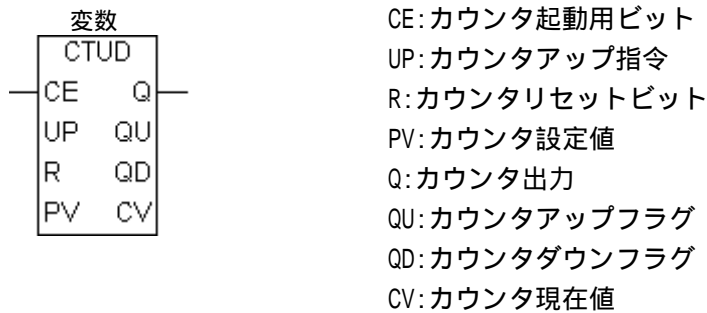 変数
CTUD
CE Q
UP QU
R QD
PV CV
CE:カウンタ起動用ビット
UP:カウンタアップ指令
R:カウンタリセットビット
PV:カウンタ設定値
Q:カウンタ出力
QU:カウンタアップフラグ
QD:カウンタダウンフラグ
CV:カウンタ現在値